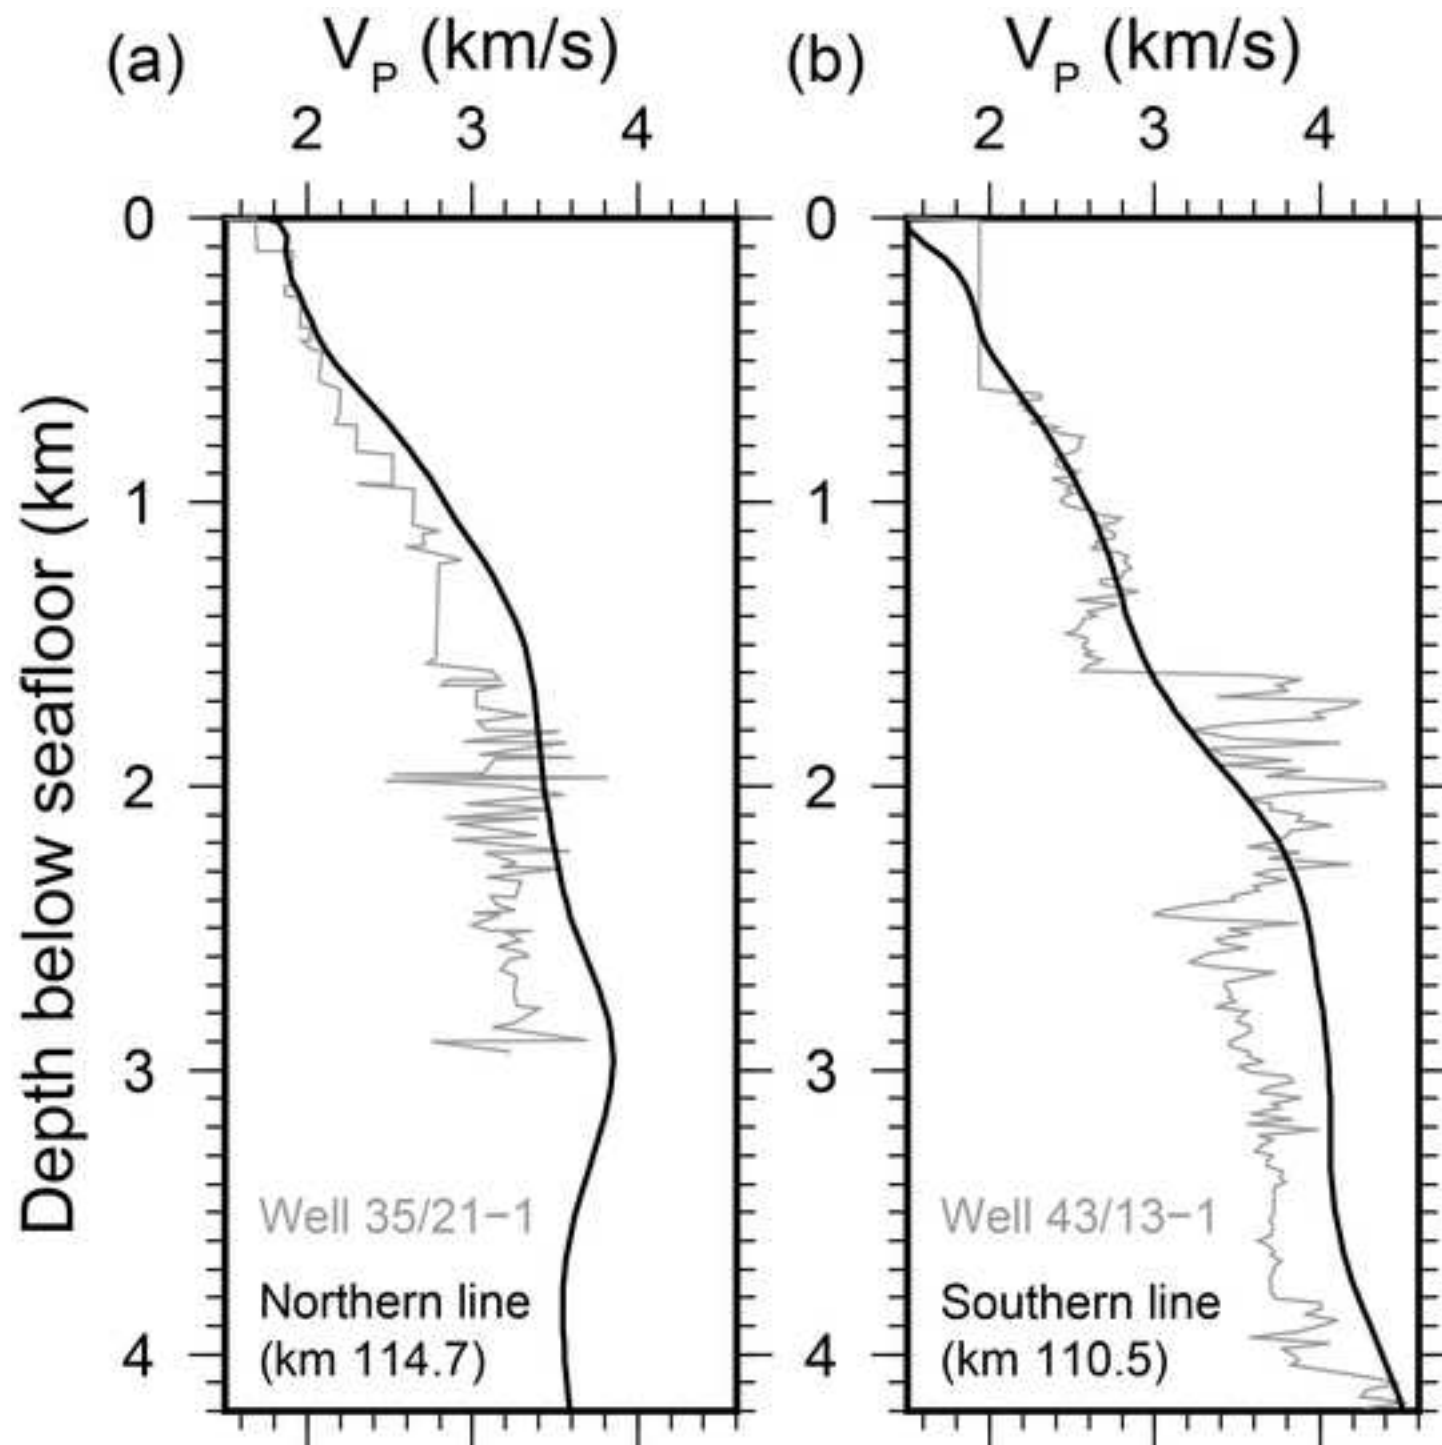 (a) V_P (km/s)
2 3 4
0
1
2
3
4
Depth below seafloor (km)
Well 35/21−1
Northern line
(km 114.7)
(b) V_P (km/s)
2 3 4
0
1
2
3
4
Well 43/13−1
Southern line
(km 110.5)